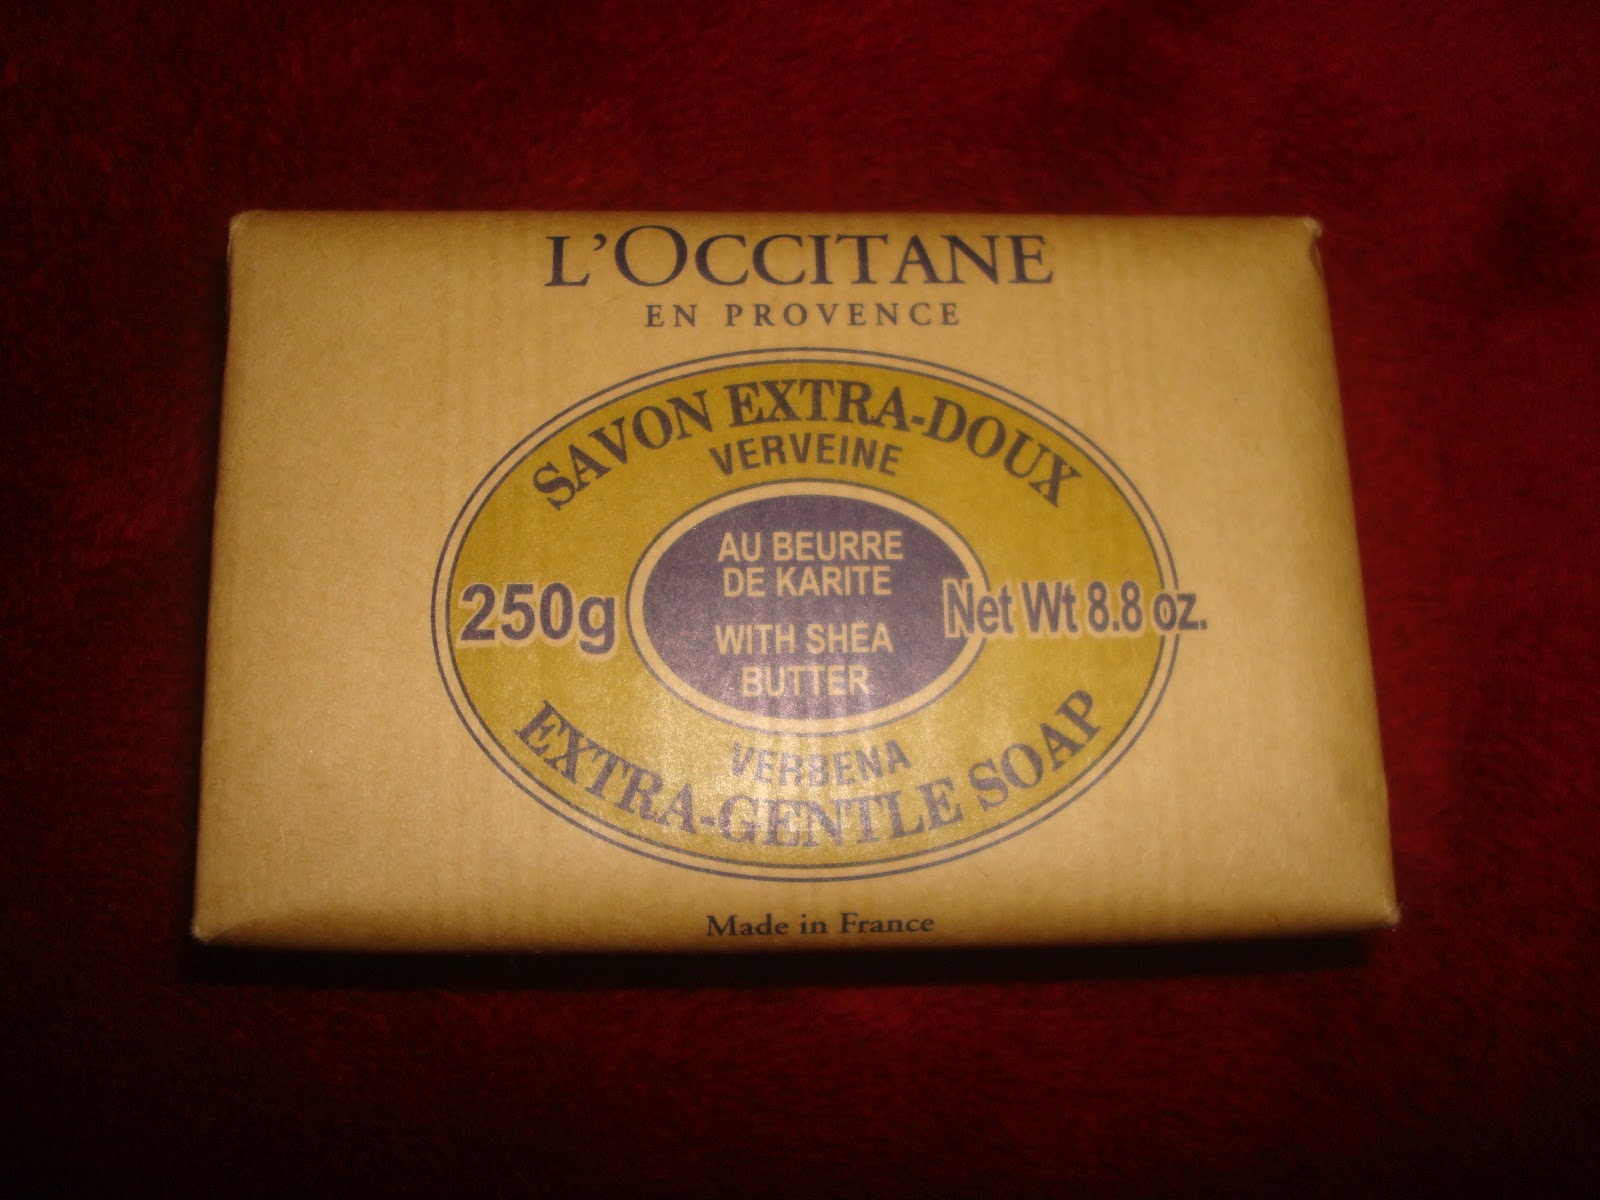 L'OCCITANE
EN PROVENCE
SAVON EXTRA-DOUX
VERVEINE
AU BEURRE
DE KARITE
WITH SHEA
BUTTER
250g
Net Wt 8.8 oz.
VERBENA
EXTRA-GENTLE SOAP
Made in France